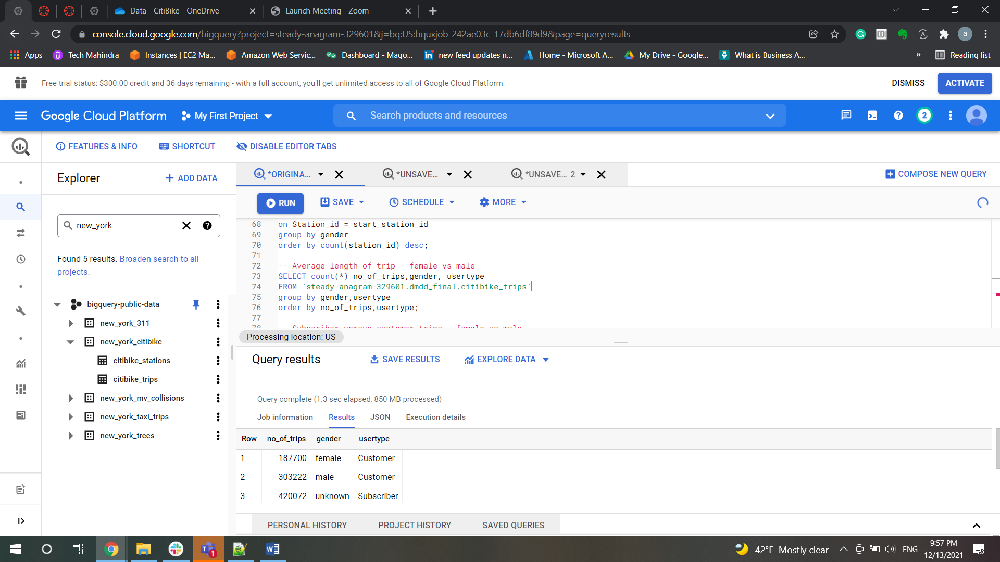 Data - CitiBike - OneDrive
Launch Meeting - Zoom
console.cloud.google.com/bigquery?project=steady-anagram-329601&j=bq:US:bquxjob_242ae03c_17db6df89d9&page=queryresults
a
Apps
Tech Mahindra
Instances | EC2 Ma...
Amazon Web Servic...
Dashboard - Mago...
new feed updates n...
Home - Microsoft A...
My Drive - Google...
What is Business A...
»
Reading list
Free trial status: $300.00 credit and 36 days remaining - with a full account, you'll get unlimited access to all of Google Cloud Platform.
DISMISS
ACTIVATE
Google Cloud Platform
My First Project
Search products and resources
2
FEATURES & INFO
SHORTCUT
DISABLE EDITOR TABS
Explorer
+ ADD DATA
*ORIGINA...
*UNSAVE...
*UNSAVE... 2
COMPOSE NEW QUERY
RUN
SAVE
SCHEDULE
MORE
new_york
Found 5 results. Broaden search to all
projects.
bigquery-public-data
new_york_311
new_york_citibike
citibike_stations
citibike_trips
new_york_mv_collisions
new_york_taxi_trips
new_york_trees
68 on Station_id = start_station_id
69 group by gender
70 order by count(station_id) desc;
71
72 -- Average length of trip - female vs male
73 SELECT count(*) no_of_trips,gender, usertype
74 FROM `steady-anagram-329601.dmdd_final.citibike_trips`
75 group by gender,usertype
76 order by no_of_trips,usertype;
77
78 -- Subscriber versus customer trips - female vs male
Processing location: US
Query results
SAVE RESULTS
EXPLORE DATA
Query complete (1.3 sec elapsed, 850 MB processed)
Job information
Results
JSON
Execution details
Row no_of_trips gender usertype
1 187700 female Customer
2 303222 male Customer
3 420072 unknown Subscriber
PERSONAL HISTORY
PROJECT HISTORY
SAVED QUERIES
1
42°F Mostly clear
ENG
9:57 PM
12/13/2021